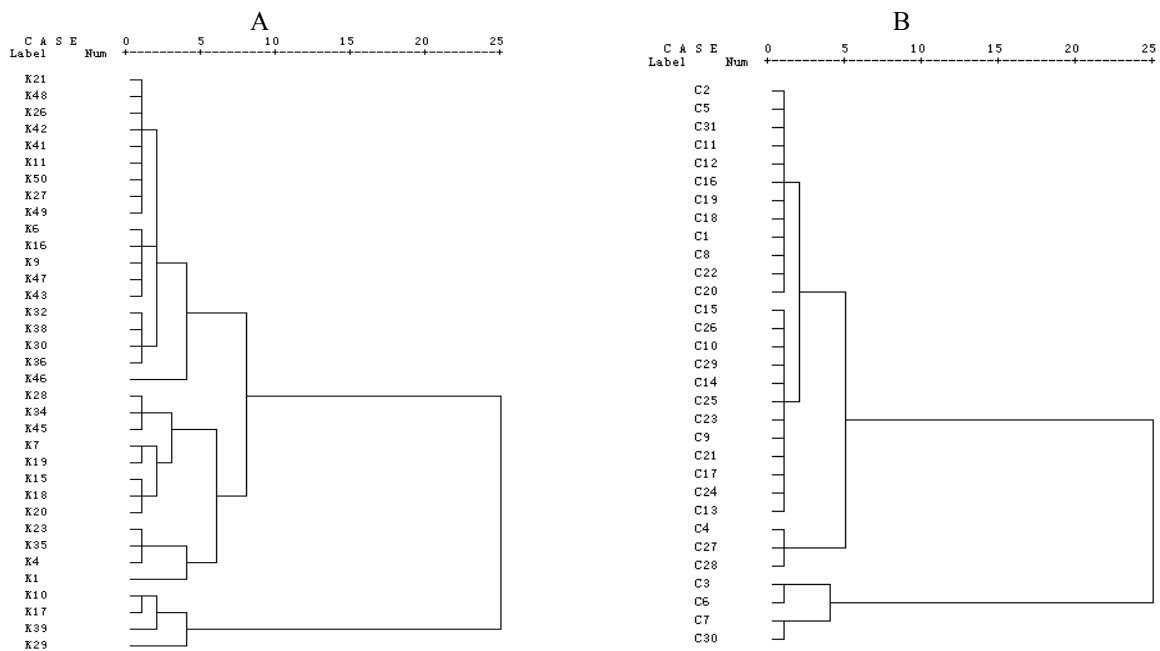 A
C A S E 0 5 10 15 20 25
Label Num
K21
K48
K26
K42
K41
K11
K50
K27
K49
K6
K16
K9
K47
K43
K32
K38
K30
K36
K46
K28
K34
K45
K7
K19
K15
K18
K20
K23
K35
K4
K1
K10
K17
K39
K29
B
C A S E 0 5 10 15 20 25
Label Num
C2
C5
C31
C11
C12
C16
C19
C18
C1
C8
C22
C20
C15
C26
C10
C29
C14
C25
C23
C9
C21
C17
C24
C13
C4
C27
C28
C3
C6
C7
C30